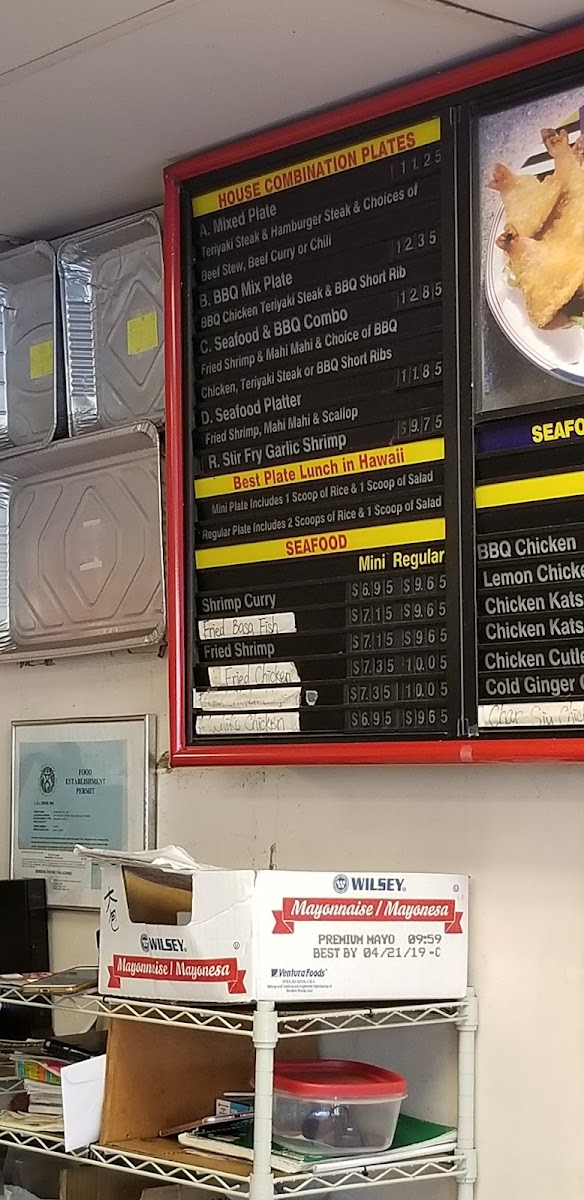 HOUSE COMBINATION PLATES
A. Mixed Plate 11.25
Teriyaki Steak & Hamburger Steak & Choices of
Beef Stew, Beef Curry or Chili
B. BBQ Mix Plate 12.35
BBQ Chicken Teriyaki Steak & BBQ Short Rib
C. Seafood & BBQ Combo 12.85
Fried Shrimp & Mahi Mahi & Choice of BBQ
Chicken, Teriyaki Steak or BBQ Short Ribs
D. Seafood Platter 11.85
Fried Shrimp, Mahi Mahi & Scallop
R. Stir Fry Garlic Shrimp $9.75
Best Plate Lunch in Hawaii
Mini Plate Includes 1 Scoop of Rice & 1 Scoop of Salad
Regular Plate Includes 2 Scoops of Rice & 1 Scoop of Salad
SEAFOOD
Mini Regular
Shrimp Curry $6.95 $9.65
Fried Basa Fish $7.15 $9.65
Fried Shrimp $7.15 $9.65
Fried Chicken $7.35 10.05
$7.35 10.05
Chicken $6.95 $9.65
SEAFO
BBQ Chicken
Lemon Chicke
Chicken Kats
Chicken Kats
Chicken Cutle
Cold Ginger
Char Siu Chic
FOOD
ESTABLISHMENT
PERMIT
WILSEY
Mayonnaise / Mayonesa
PREMIUM MAYO 09:59
BEST BY 04/21/19 -C
Ventura Foods
WILSEY
Mayonnaise / Mayonesa